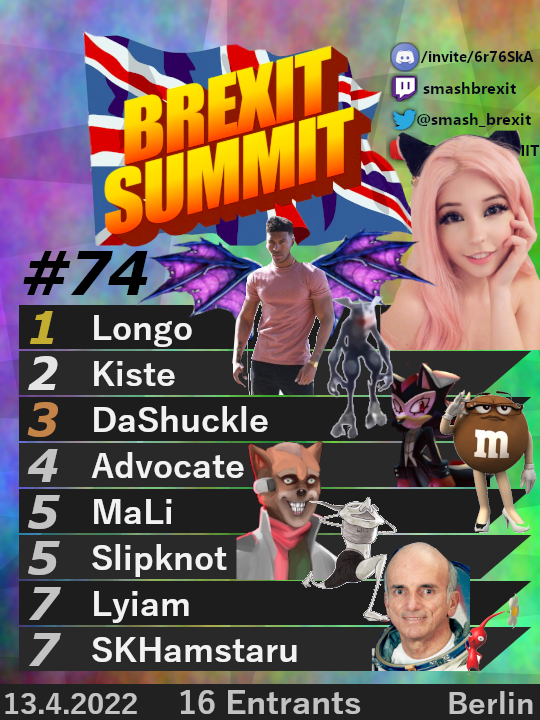 BREXIT
SUMMIT
/invite/6r76SkA
smashbrexit
@smash_brexit
#74
1 Longo
2 Kiste
3 DaShuckle
4 Advocate
5 MaLi
5 Slipknot
7 Lyiam
7 SKHamstaru
m
13.4.2022 16 Entrants Berlin